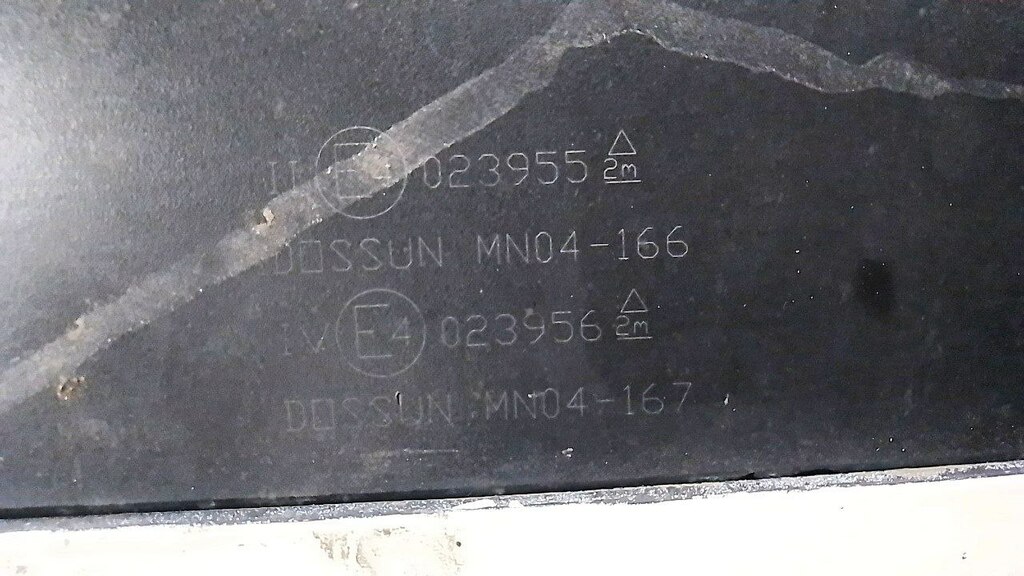 II E4 023955 △ 2m
DOSSUN MN04-166
IV E4 023956 △ 2m
DOSSUN MN04-167